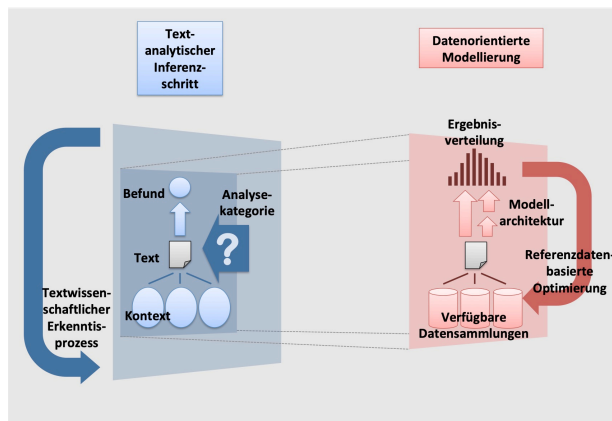 Text-
analytischer
Inferenz-
schritt
Datenorientierte
Modellierung
Ergebnis-
verteilung
Befund
Analyse-
kategorie
?
Modell-
architektur
Text
Referenzdaten-
basierte
Optimierung
Textwissen-
schaftlicher
Erkenntis-
prozess
Kontext
Verfügbare
Datensammlungen